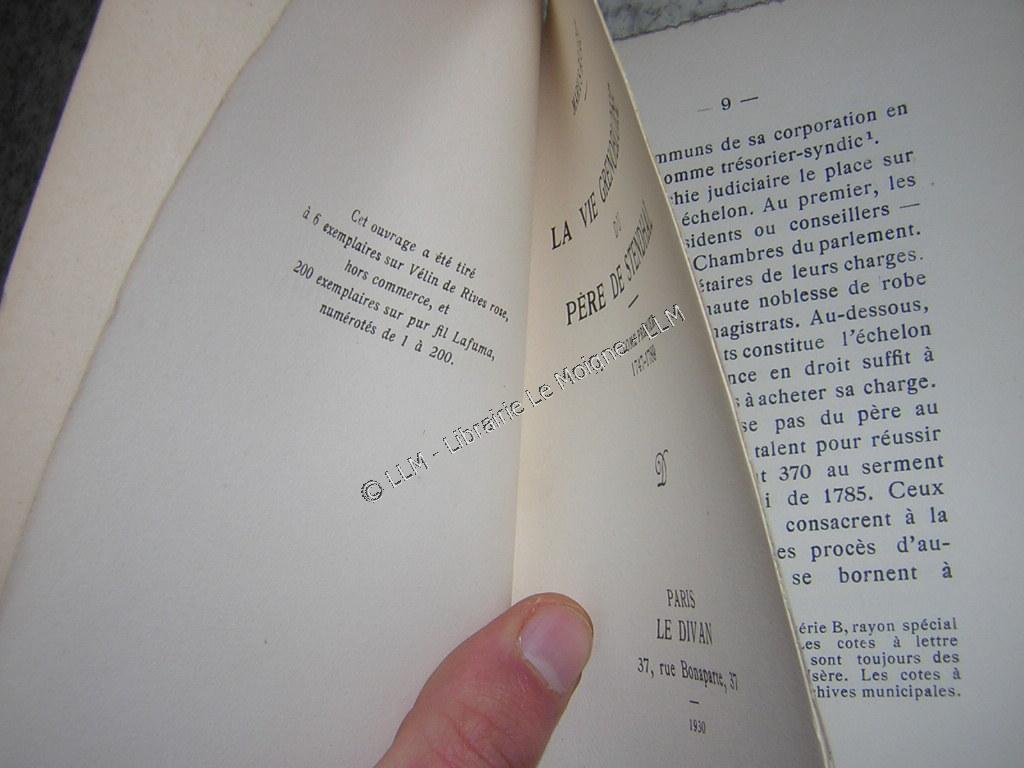 Cet ouvrage a été tiré
à 6 exemplaires sur Vélin de Rives rose,
hors commerce, et
200 exemplaires sur pur fil Lafuma,
numérotés de 1 à 200.
LA VIE GRENOBLOISE
DU
PÈRE DE STENDHAL
1747-1789
D
PARIS
LE DIVAN
37, rue Bonaparte, 37
1930
© LLM - Librairie Le Moigne - LLM
— 9 —
mmuns de sa corporation en
omme trésorier-syndic¹.
hie judiciaire le place sur
échelon. Au premier, les
sidents ou conseillers —
Chambres du parlement.
étaires de leurs charges.
haute noblesse de robe
nagistrats. Au-dessous,
ts constitue l'échelon
nce en droit suffit à
s à acheter sa charge.
se pas du père au
talent pour réussir
t 370 au serment
i de 1785. Ceux
consacrent à la
es procès d'au-
se bornent à
érie B, rayon spécial
Les cotes à lettre
sont toujours des
Isère. Les cotes à
chives municipales.